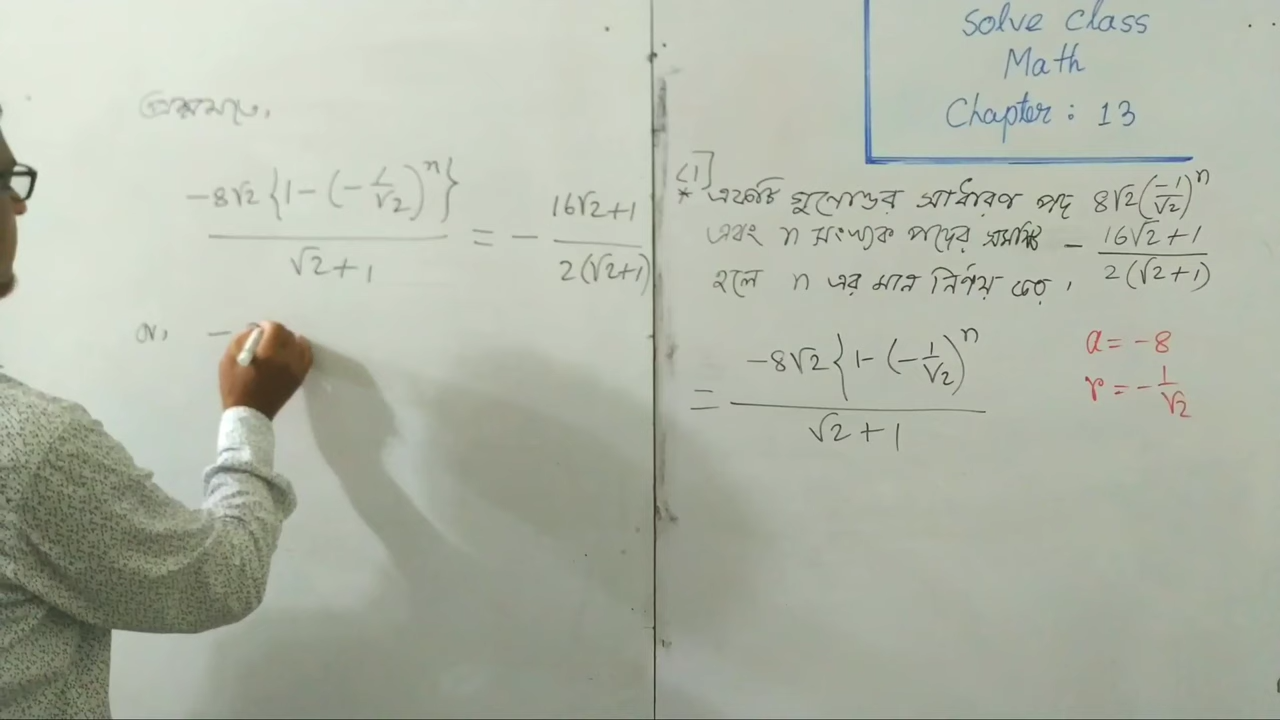 প্রশ্নমতে,
-8√2{1-(-1/√2)^n} / √2+1 = - 16√2+1 / 2(√2+1)
বা, -
Solve Class
Math
Chapter : 13
[1]
* একটি গুনোত্তর সাধারণ পদ 8√2(-1/√2)^n
এবং n সংখ্যক পদের সমষ্টি - 16√2+1 / 2(√2+1)
হলে n এর মান নির্ণয় কর।
= -8√2{1-(-1/√2)^n / √2+1
a = -8
r = -1/√2